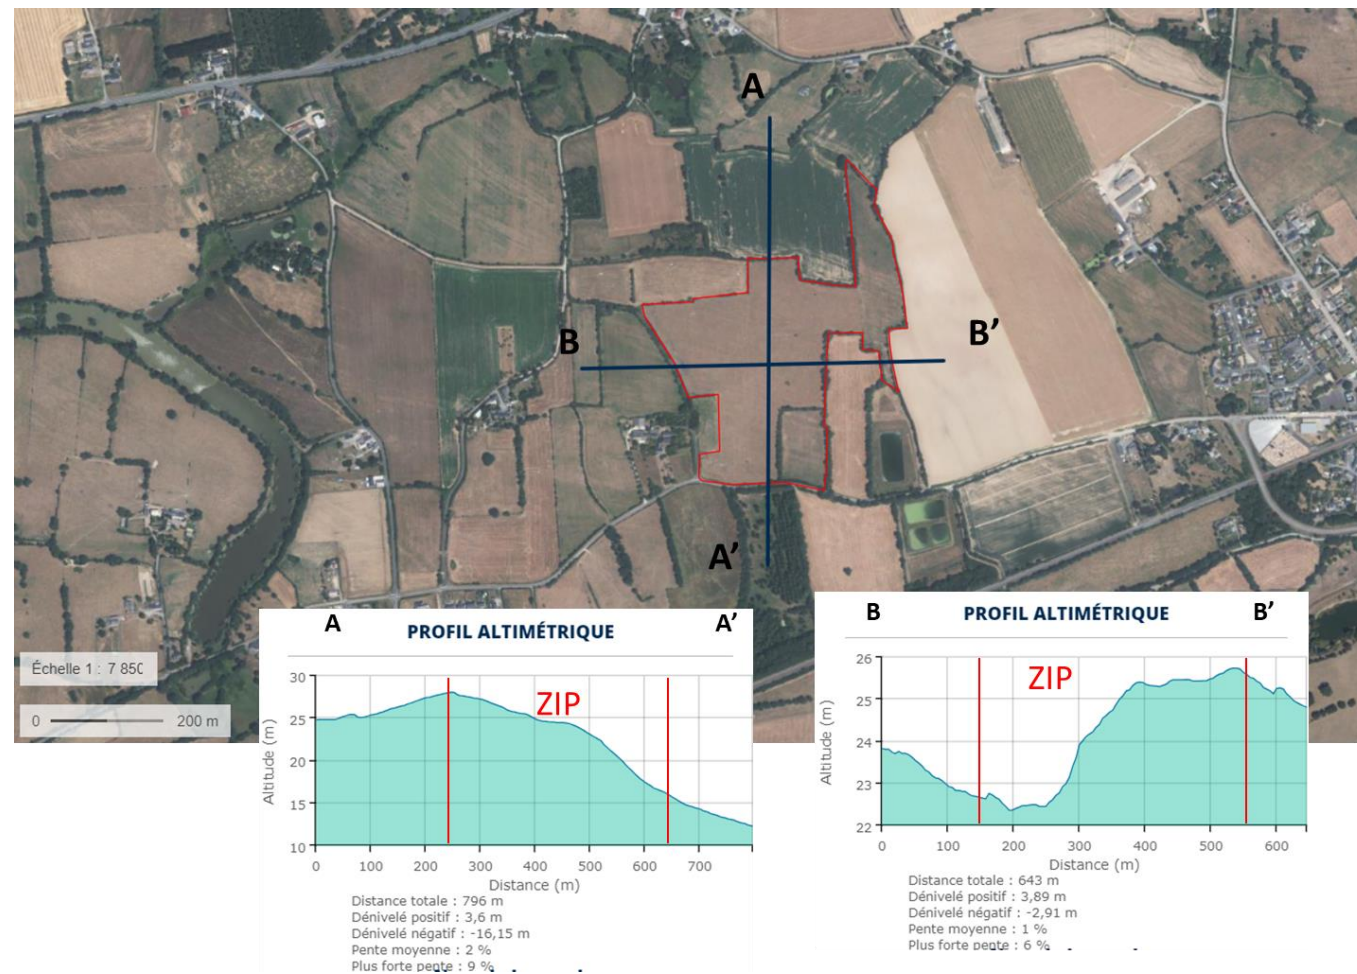 A
B
B’
A’
Échelle 1 : 7 850
0 200 m
A
A’
PROFIL ALTIMÉTRIQUE
ZIP
30
25
20
15
10
Altitude (m)
0 100 200 300 400 500 600 700
Distance (m)
Distance totale : 796 m
Dénivelé positif : 3,6 m
Dénivelé négatif : -16,15 m
Pente moyenne : 2 %
Plus forte pente : 9 %
B
B’
PROFIL ALTIMÉTRIQUE
ZIP
26
25
24
23
22
Altitude (m)
0 100 200 300 400 500 600
Distance (m)
Distance totale : 643 m
Dénivelé positif : 3,89 m
Dénivelé négatif : -2,91 m
Pente moyenne : 1 %
Plus forte pente : 6 %